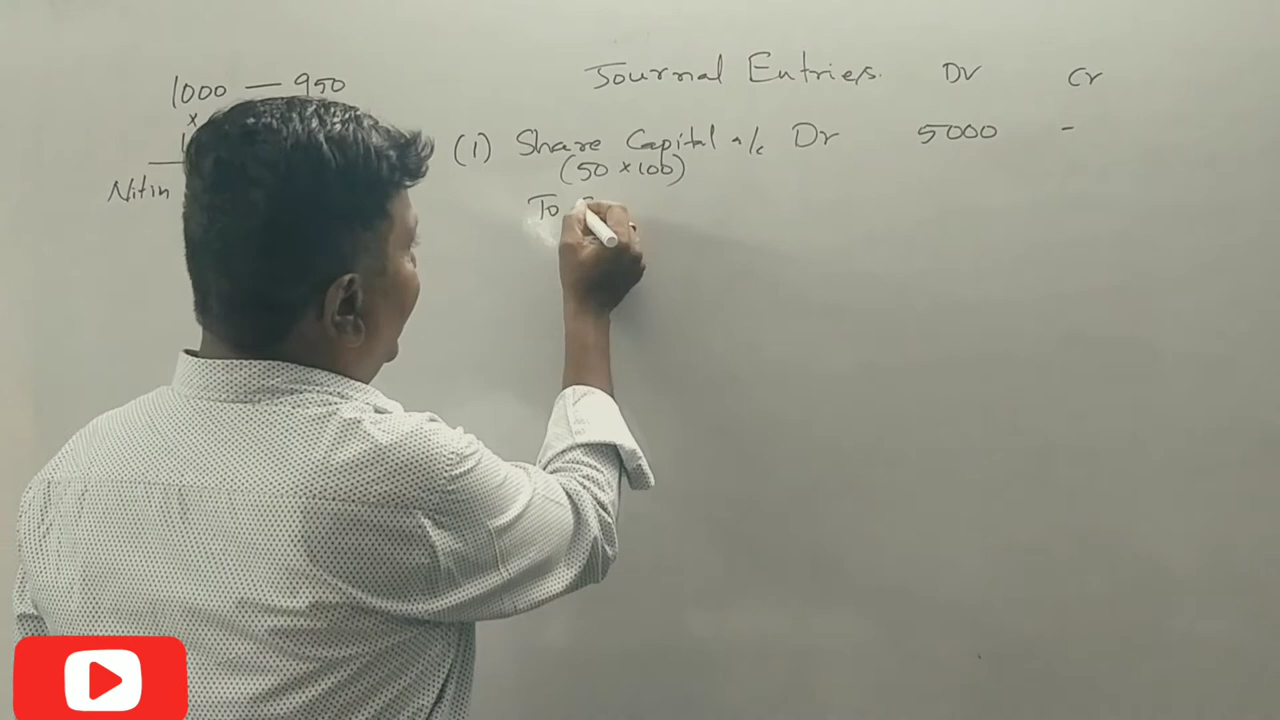 1000 — 950
×
Nitin
Journal Entries. Dr Cr
(1) Share Capital a/c Dr 5000 -
(50 × 100)
To